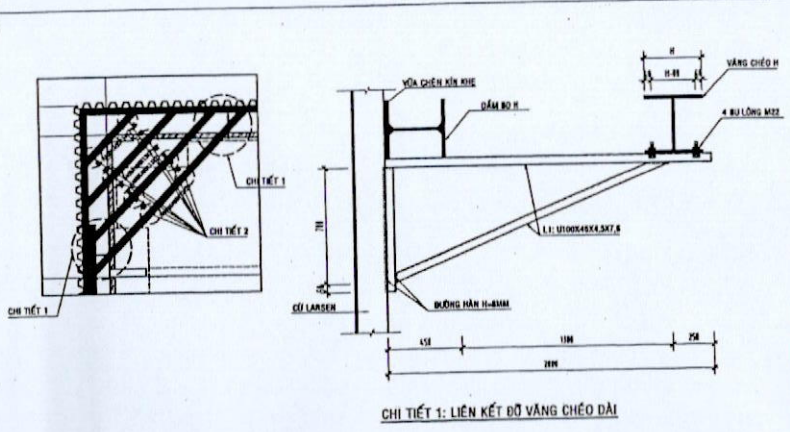 CHI TIẾT 1
CHI TIẾT 2
CHI TIẾT 1
VỮA CHÈN KÍN KHE
DẦM BO H
H
VĂNG CHÉO H
4 BU LÔNG M22
L1: U100X46X4,5X7,6
ĐƯỜNG HÀN H=6MM
CỪ LARSEN
450
250
2000
CHI TIẾT 1: LIÊN KẾT ĐỠ VĂNG CHÉO DÀI